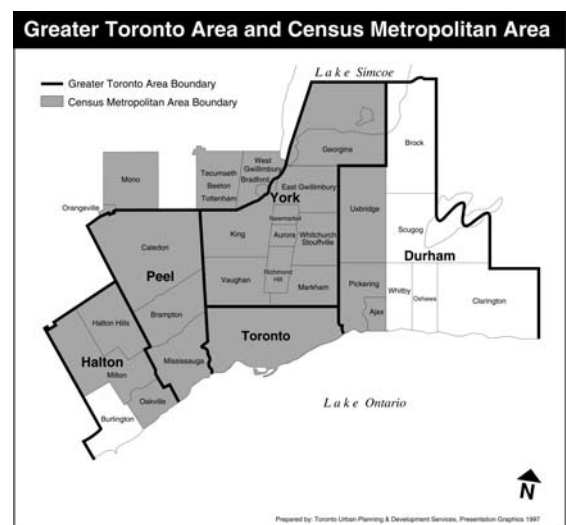 Greater Toronto Area and Census Metropolitan Area
Lake Simcoe
Greater Toronto Area Boundary
Census Metropolitan Area Boundary
Brock
Georgina
West
Gwillimbury
Bradford
Tecumseth
Beeton
Tottenham
Mono
East Gwillimbury
York
Orangeville
Uxbridge
Newmarket
Scugog
King
Aurora
Whitchurch
Stouffville
Caledon
Durham
Peel
Richmond
Hill
Vaughan
Markham
Pickering
Whitby
Oshawa
Clarington
Ajax
Brampton
Halton Hills
Toronto
Halton
Mississauga
Milton
Oakville
Burlington
Lake Ontario
N
Prepared by: Toronto Urban Planning & Development Services, Presentation Graphics 1997